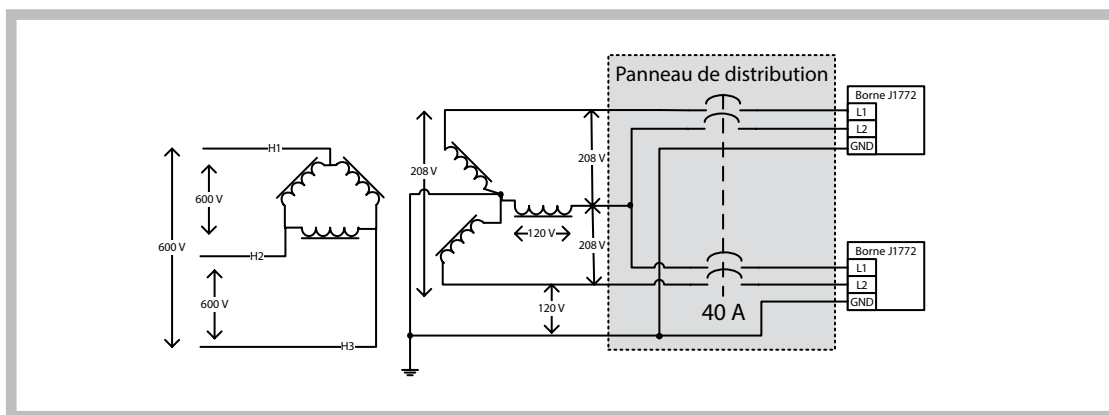 Panneau de distribution
Borne J1772
L1
L2
GND
H1
208 V
208 V
600 V
600 V
120 V
208 V
H2
Borne J1772
L1
L2
GND
600 V
120 V
40 A
H3